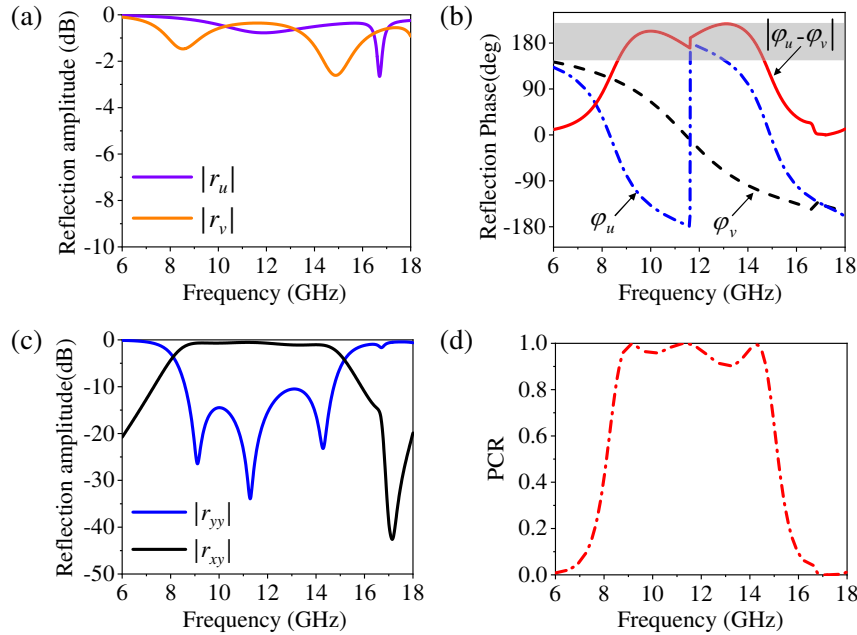 (a)
Reflection amplitude (dB)
0
-2
-4
-6
-8
-10
|r_u|
|r_v|
6 8 10 12 14 16 18
Frequency (GHz)
(b)
Reflection Phase(deg)
180
90
0
-90
-180
|φ_u-φ_v|
φ_u
φ_v
6 8 10 12 14 16 18
Frequency (GHz)
(c)
Reflection amplitude(dB)
0
-10
-20
-30
-40
-50
|r_yy|
|r_xy|
6 8 10 12 14 16 18
Frequency (GHz)
(d)
PCR
1.0
0.8
0.6
0.4
0.2
0.0
6 8 10 12 14 16 18
Frequency (GHz)